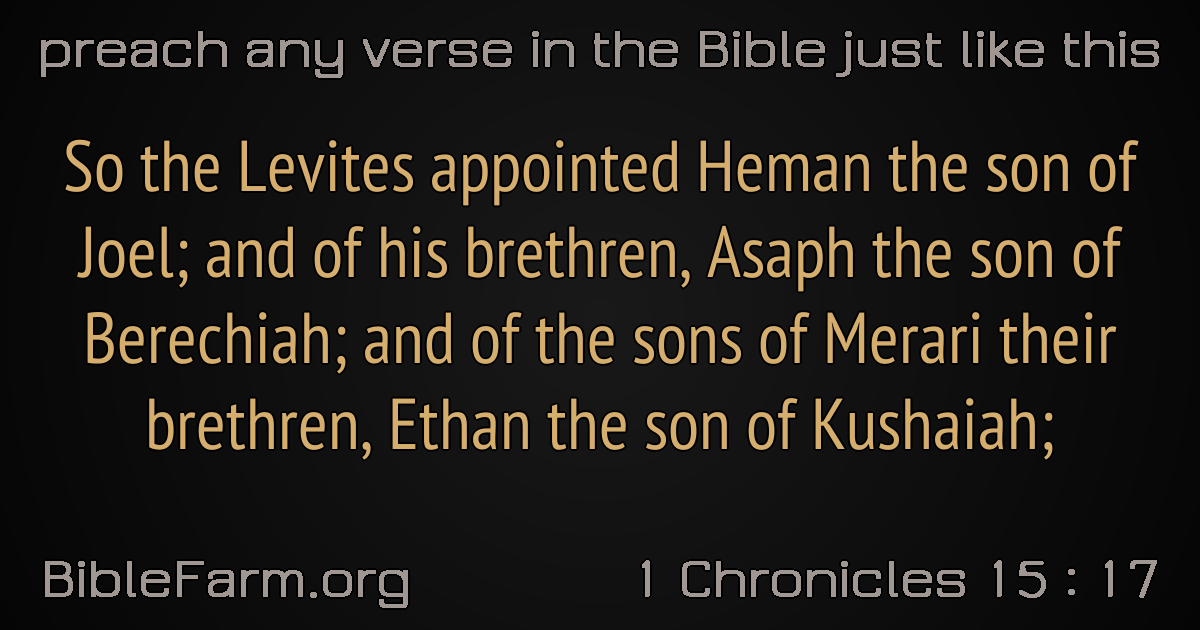 preach any verse in the Bible just like this
So the Levites appointed Heman the son of
Joel; and of his brethren, Asaph the son of
Berechiah; and of the sons of Merari their
brethren, Ethan the son of Kushaiah;
BibleFarm.org
1 Chronicles 15 : 17